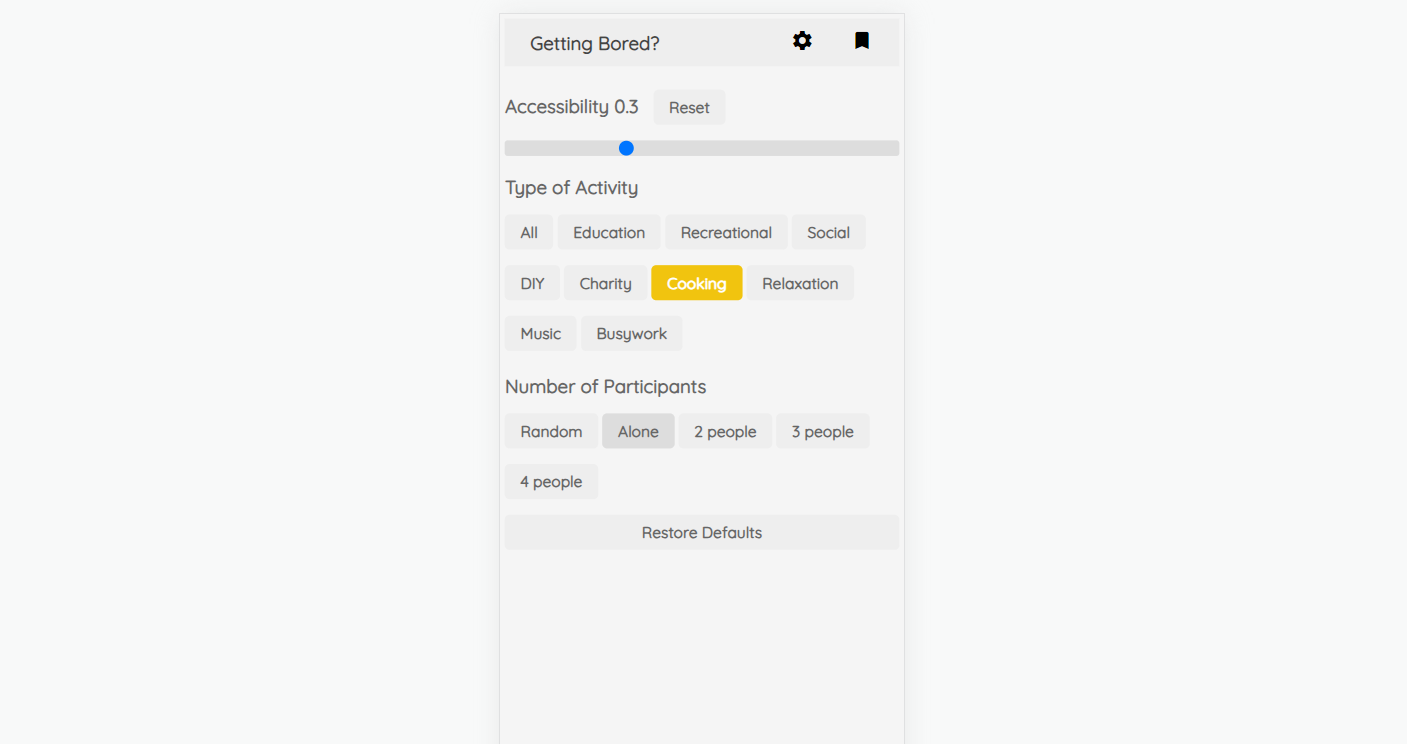 Getting Bored?
Accessibility 0.3 Reset
Type of Activity
All Education Recreational Social
DIY Charity Cooking Relaxation
Music Busywork
Number of Participants
Random Alone 2 people 3 people
4 people
Restore Defaults